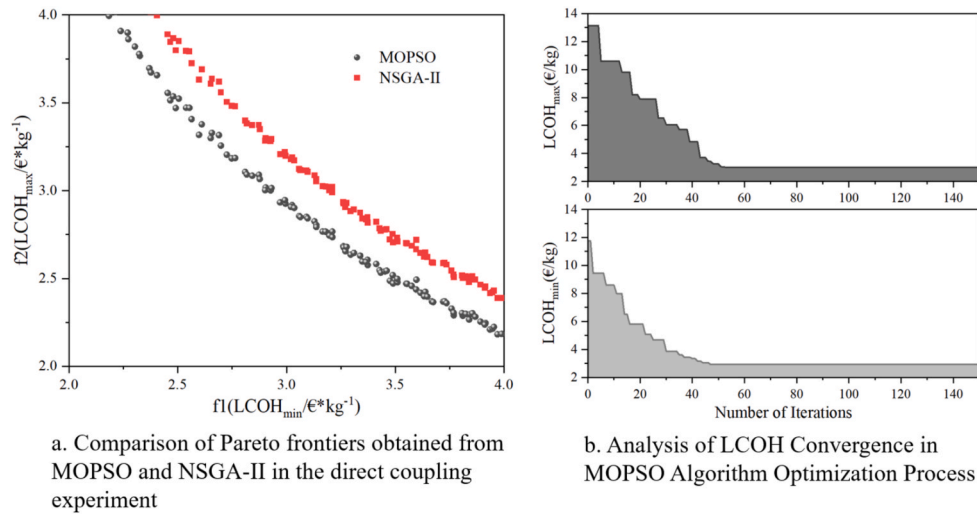 f2(LCOHmax/€*kg-1)
4.0
3.5
3.0
2.5
2.0
MOPSO
NSGA-II
2.0 2.5 3.0 3.5 4.0
f1(LCOHmin/€*kg-1)
a. Comparison of Pareto frontiers obtained from
MOPSO and NSGA-II in the direct coupling
experiment
LCOHmax(€/kg)
14
12
10
8
6
4
2
0 20 40 60 80 100 120 140
LCOHmin(€/kg)
14
12
10
8
6
4
2
0 20 40 60 80 100 120 140
Number of Iterations
b. Analysis of LCOH Convergence in
MOPSO Algorithm Optimization Process